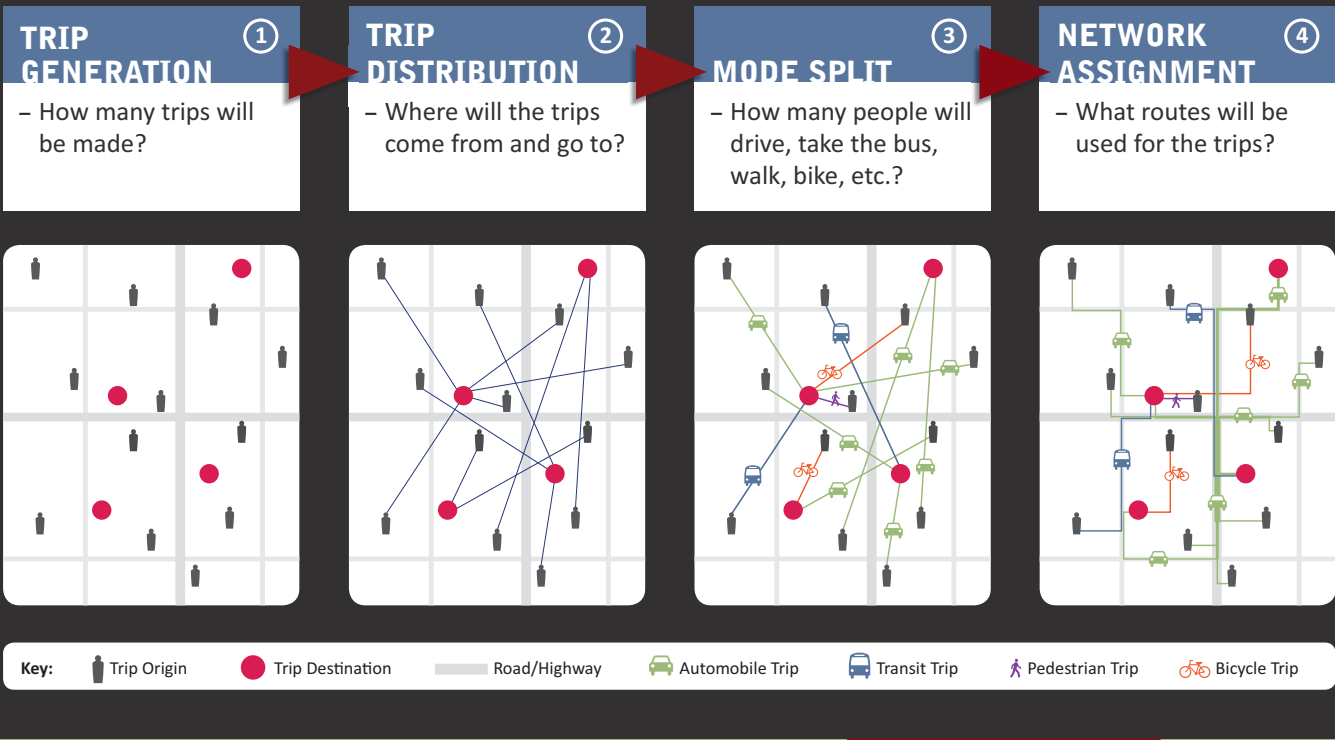 TRIP
GENERATION
1
– How many trips will
be made?
TRIP
DISTRIBUTION
2
– Where will the trips
come from and go to?
MODE SPLIT
3
– How many people will
drive, take the bus,
walk, bike, etc.?
NETWORK
ASSIGNMENT
4
– What routes will be
used for the trips?
Key:
Trip Origin
Trip Destination
Road/Highway
Automobile Trip
Transit Trip
Pedestrian Trip
Bicycle Trip